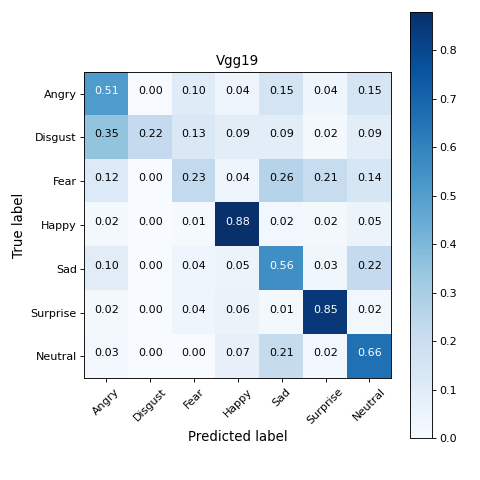 Vgg19
Angry 0.51 0.00 0.10 0.04 0.15 0.04 0.15
Disgust 0.35 0.22 0.13 0.09 0.09 0.02 0.09
Fear 0.12 0.00 0.23 0.04 0.26 0.21 0.14
Happy 0.02 0.00 0.01 0.88 0.02 0.02 0.05
Sad 0.10 0.00 0.04 0.05 0.56 0.03 0.22
Surprise 0.02 0.00 0.04 0.06 0.01 0.85 0.02
Neutral 0.03 0.00 0.00 0.07 0.21 0.02 0.66
Angry Disgust Fear Happy Sad Surprise Neutral
Predicted label
True label
0.8
0.7
0.6
0.5
0.4
0.3
0.2
0.1
0.0